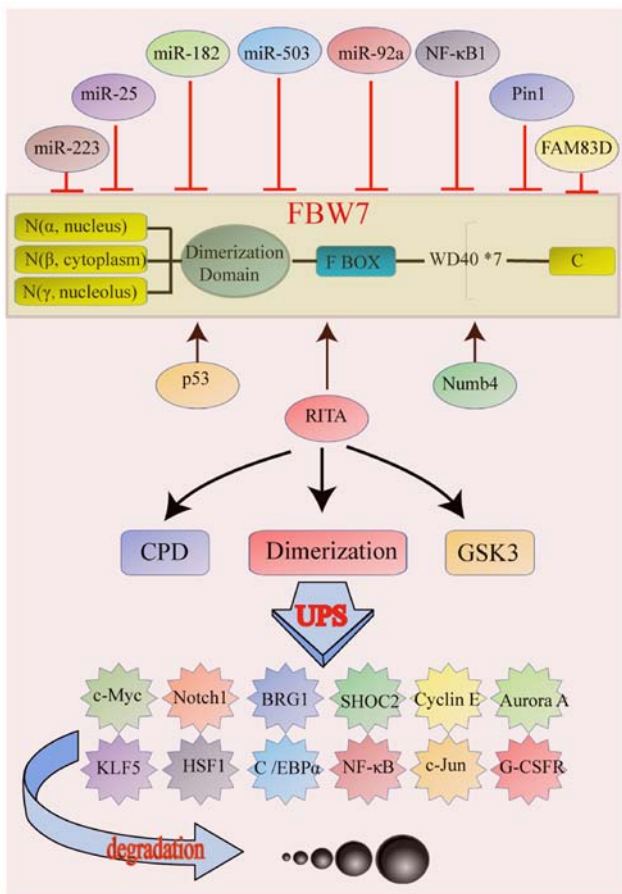 miR-182
miR-503
miR-92a
NF-κB1
miR-25
Pin1
miR-223
FAM83D
FBW7
N(α, nucleus)
N(β, cytoplasm)
N(γ, nucleolus)
Dimerization
Domain
F BOX
WD40 *7
C
p53
Numb4
RITA
CPD
Dimerization
GSK3
UPS
c-Myc
Notch1
BRG1
SHOC2
Cyclin E
Aurora A
KLF5
HSF1
C /EBPα
NF-κB
c-Jun
G-CSFR
degradation